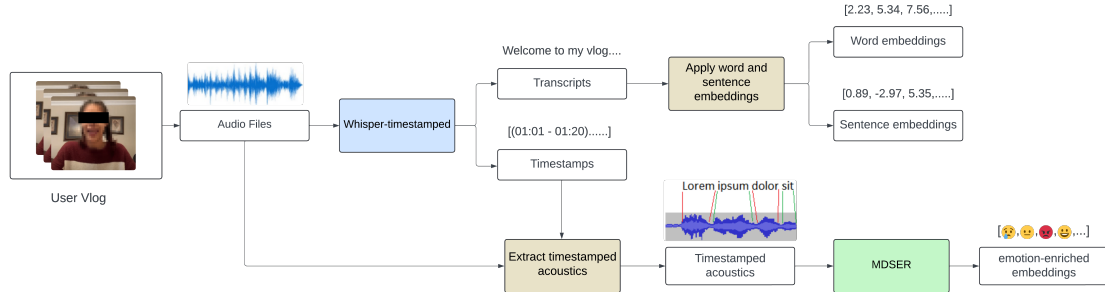 [2.23, 5.34, 7.56,.....]
Welcome to my vlog....
Word embeddings
Transcripts
Apply word and
sentence
embeddings
Audio Files
Whisper-timestamped
[0.89, -2.97, 5.35,.....]
Sentence embeddings
[(01:01 - 01:20)......]
Timestamps
User Vlog
Lorem ipsum dolor sit
Extract timestamped
acoustics
Timestamped
acoustics
MDSER
[😢,😐,😡,😀,...]
emotion-enriched
embeddings